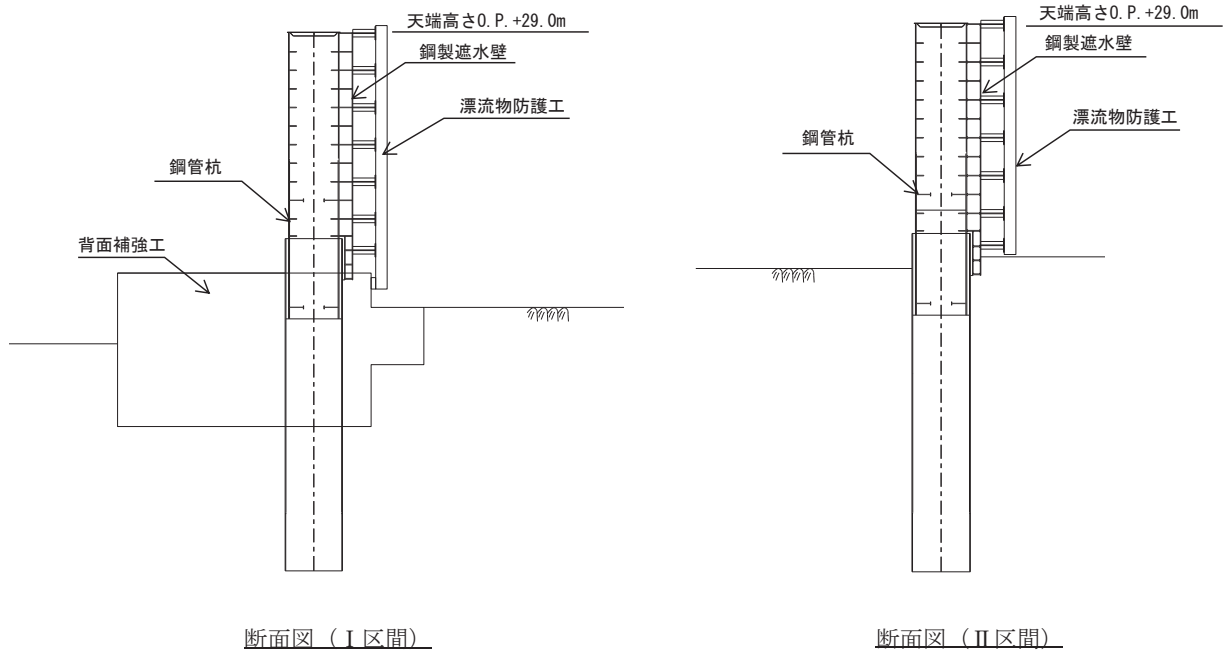 天端高さO.P.+29.0m
鋼製遮水壁
漂流物防護工
鋼管杭
背面補強工
断面図（Ⅰ区間）
天端高さO.P.+29.0m
鋼製遮水壁
漂流物防護工
鋼管杭
断面図（Ⅱ区間）